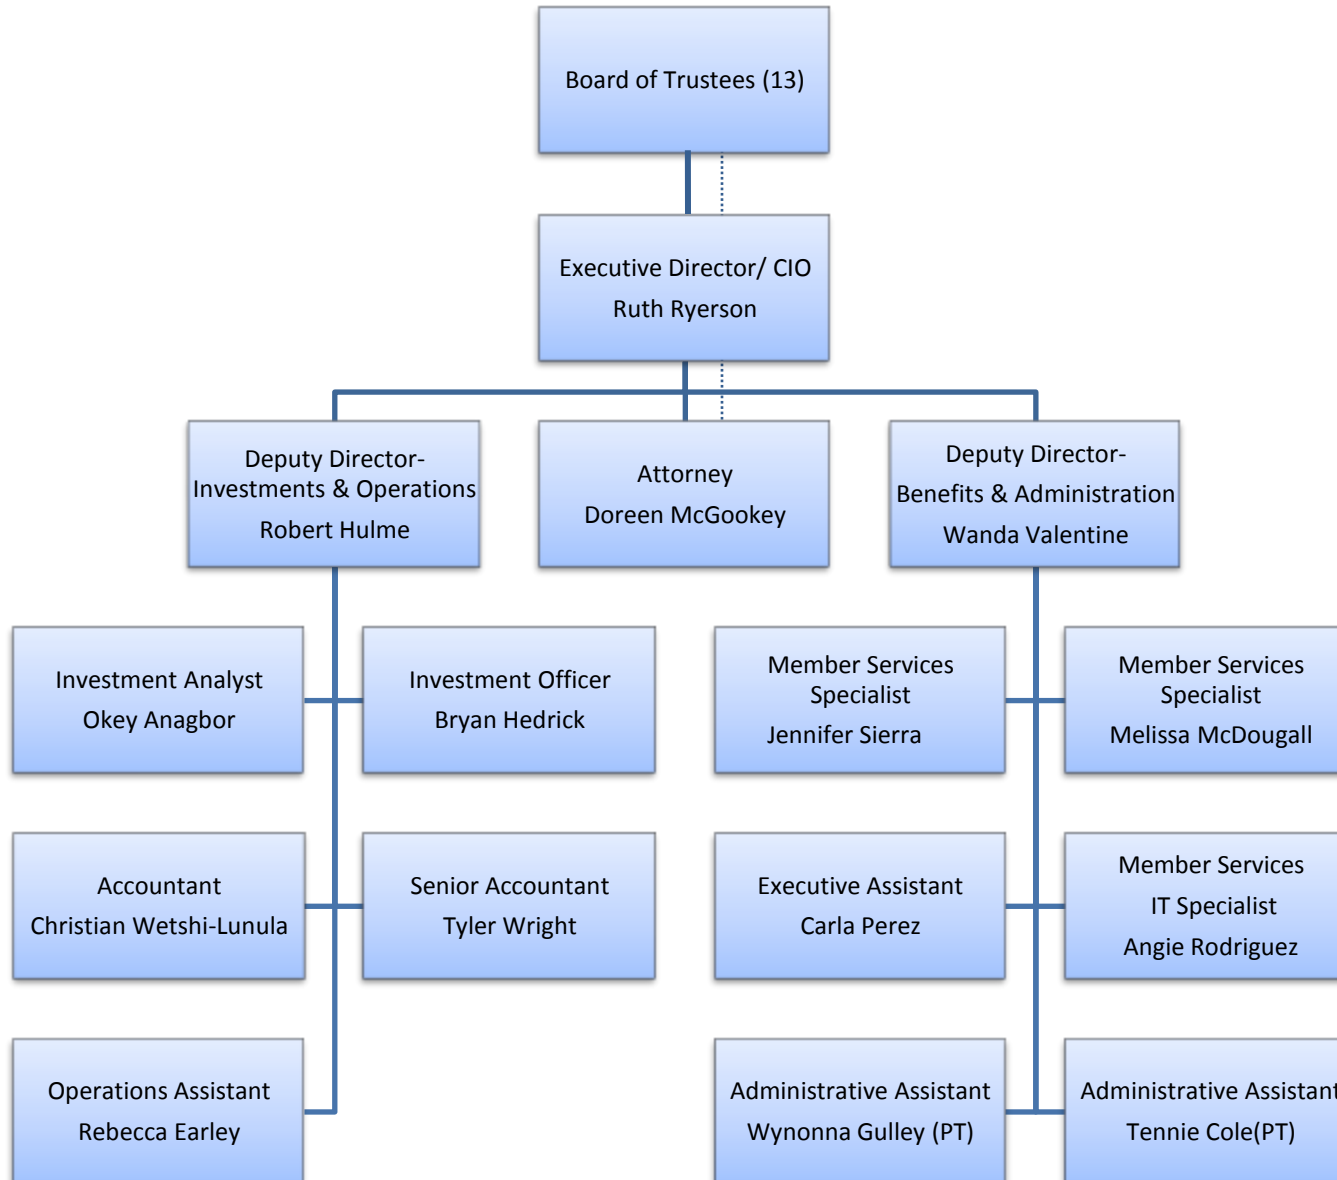 Board of Trustees (13)
Executive Director/ CIO
Ruth Ryerson
Deputy Director-
Investments & Operations
Robert Hulme
Attorney
Doreen McGookey
Deputy Director-
Benefits & Administration
Wanda Valentine
Investment Analyst
Okey Anagbor
Investment Officer
Bryan Hedrick
Member Services
Specialist
Jennifer Sierra
Member Services
Specialist
Melissa McDougall
Accountant
Christian Wetshi-Lunula
Senior Accountant
Tyler Wright
Executive Assistant
Carla Perez
Member Services
IT Specialist
Angie Rodriguez
Operations Assistant
Rebecca Earley
Administrative Assistant
Wynonna Gulley (PT)
Administrative Assistant
Tennie Cole(PT)